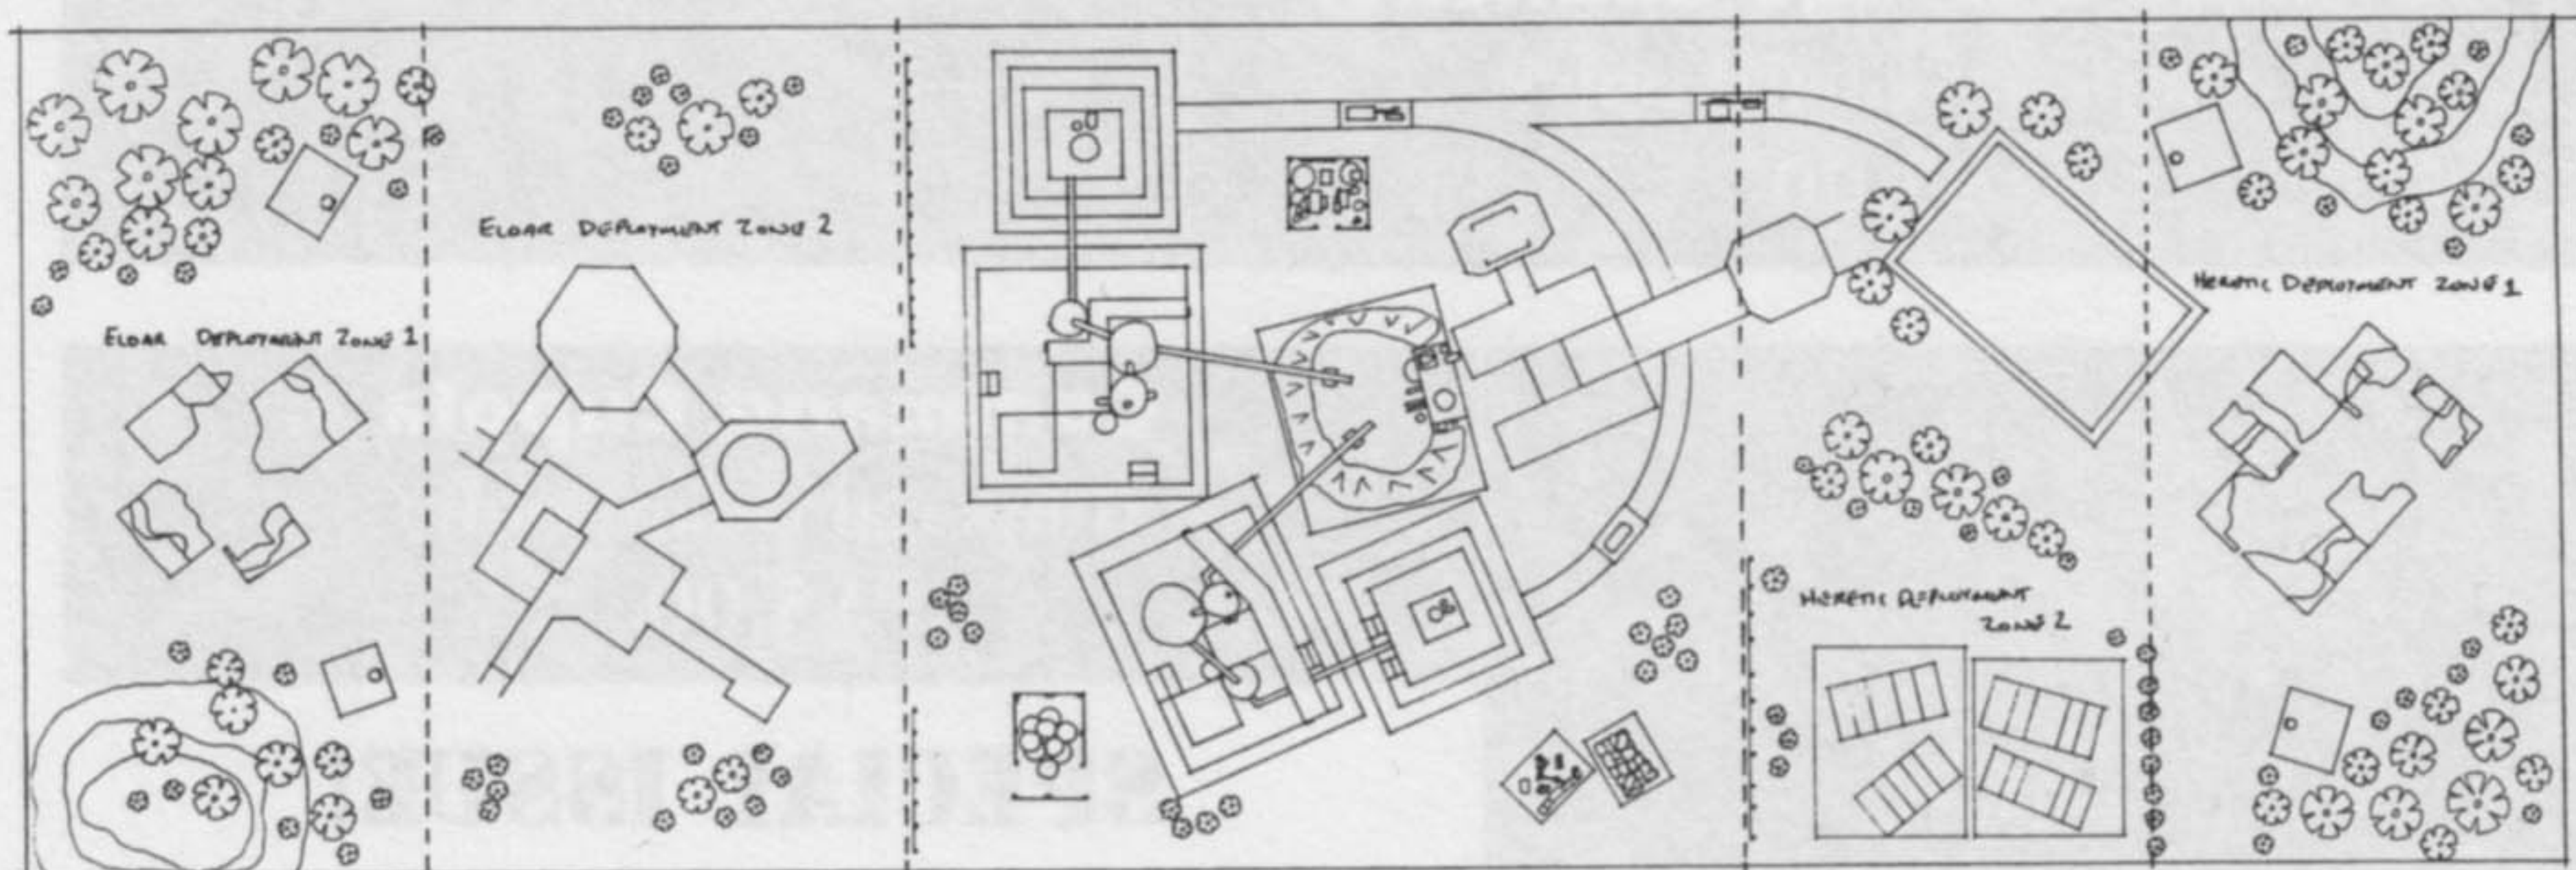 ELDAR DEPLOYMENT ZONE 1
ELDAR DEPLOYMENT ZONE 2
HERETIC DEPLOYMENT
ZONE 2
HERETIC DEPLOYMENT ZONE 1